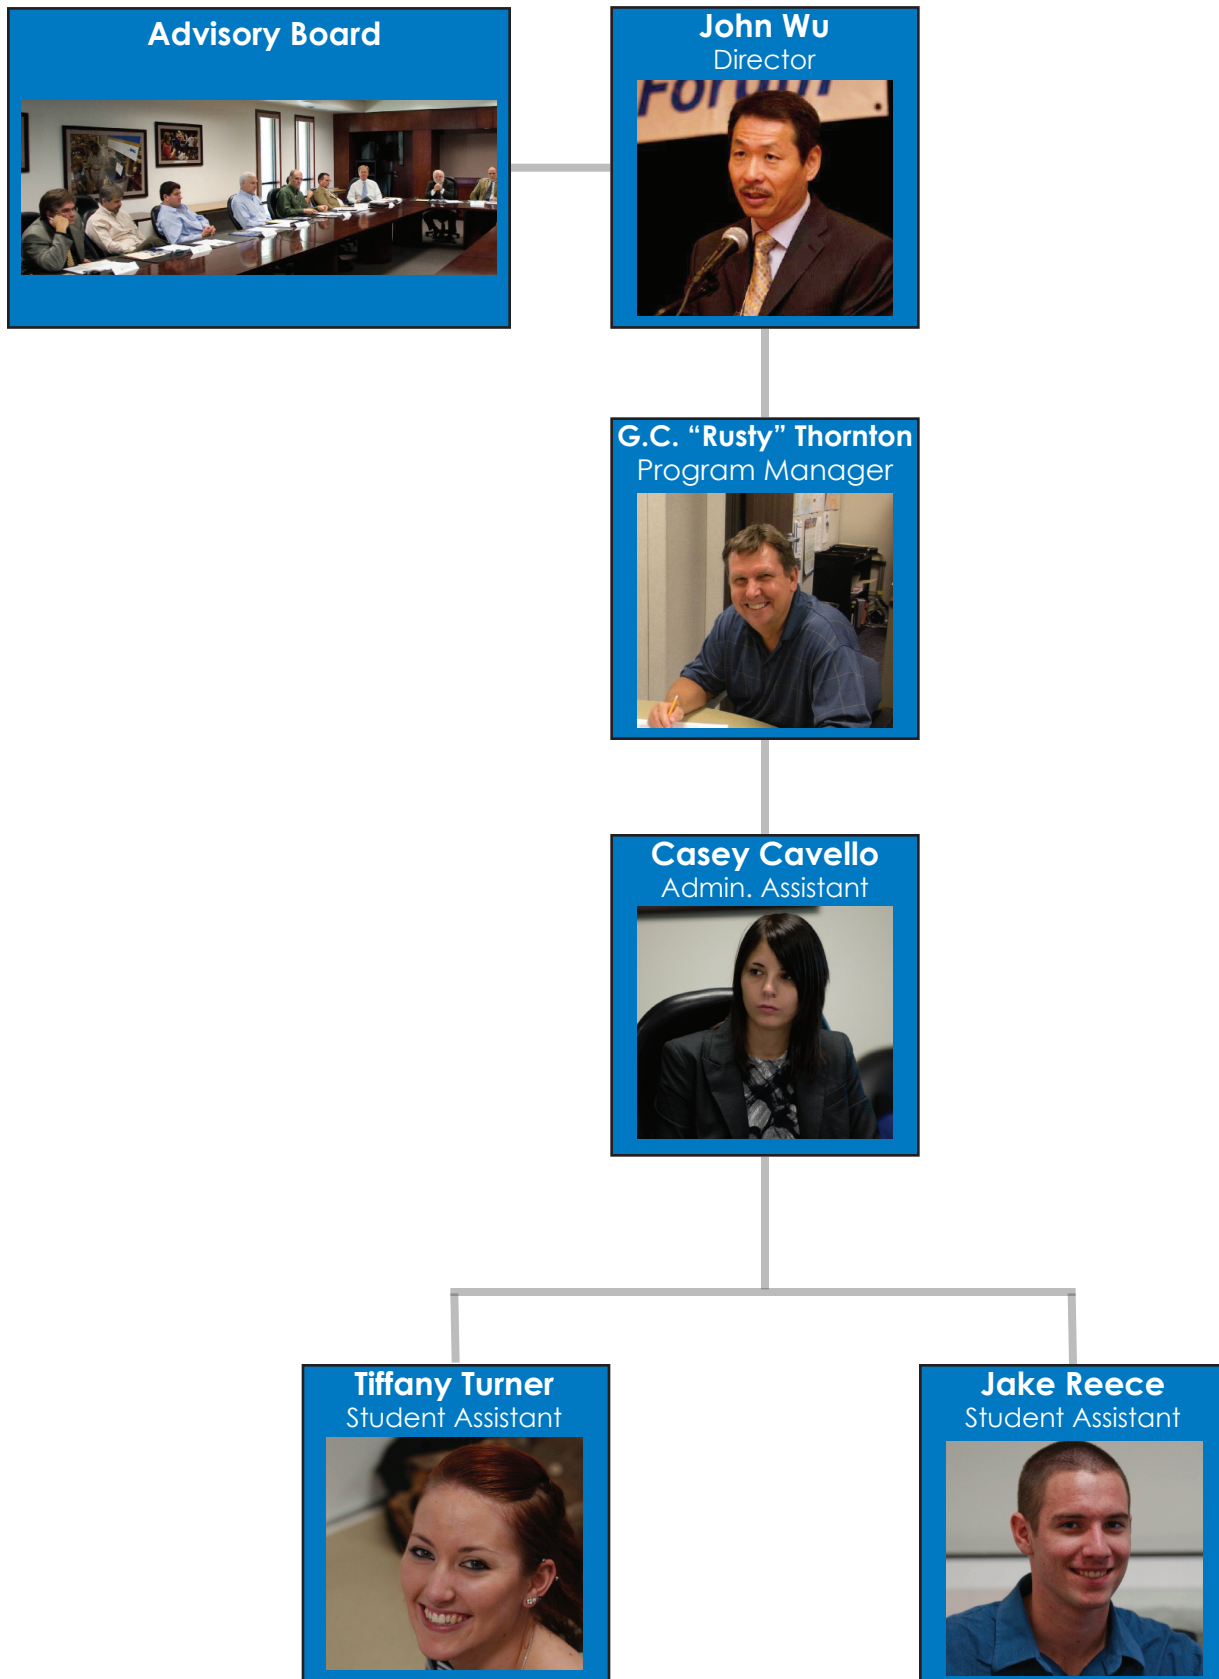 Advisory Board
John Wu
Director
Forum
G.C. “Rusty” Thornton
Program Manager
Casey Cavello
Admin. Assistant
Tiffany Turner
Student Assistant
Jake Reece
Student Assistant